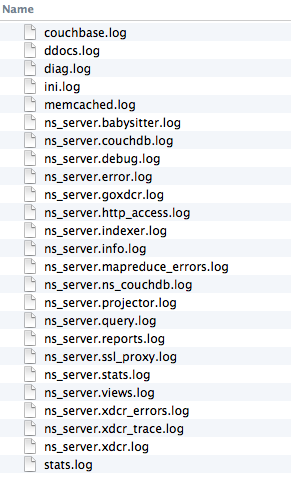 Name
couchbase.log
ddocs.log
diag.log
ini.log
memcached.log
ns_server.babysitter.log
ns_server.couchdb.log
ns_server.debug.log
ns_server.error.log
ns_server.goxdcr.log
ns_server.http_access.log
ns_server.indexer.log
ns_server.info.log
ns_server.mapreduce_errors.log
ns_server.ns_couchdb.log
ns_server.projector.log
ns_server.query.log
ns_server.reports.log
ns_server.ssl_proxy.log
ns_server.stats.log
ns_server.views.log
ns_server.xdcr_errors.log
ns_server.xdcr_trace.log
ns_server.xdcr.log
stats.log